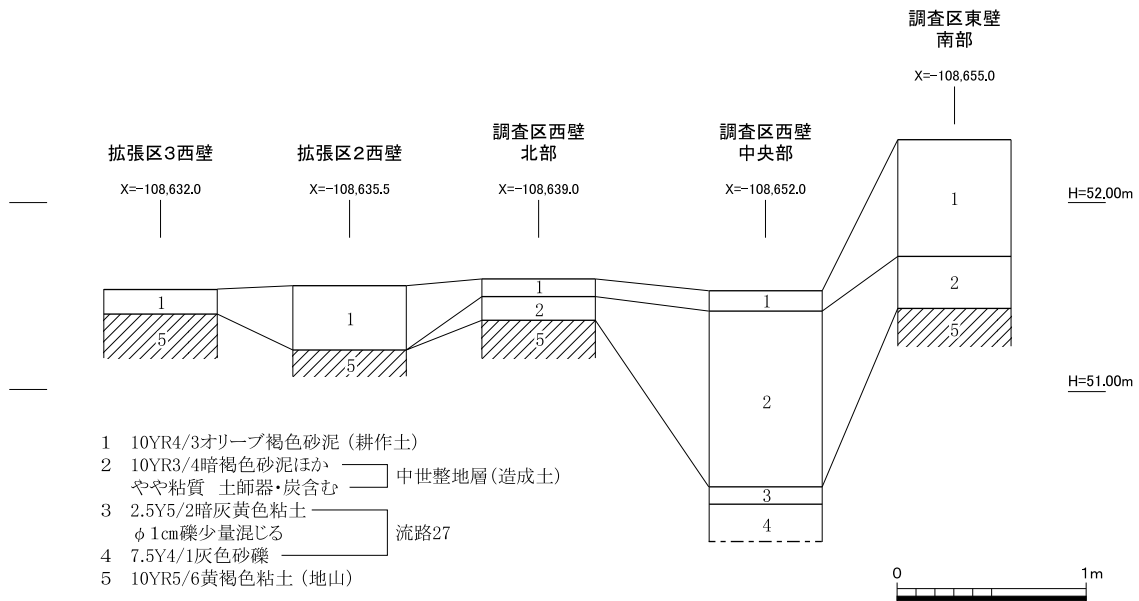 拡張区3西壁
X=-108,632.0
拡張区2西壁
X=-108,635.5
調査区西壁
北部
X=-108,639.0
調査区西壁
中央部
X=-108,652.0
調査区東壁
南部
X=-108,655.0
H=52.00m
H=51.00m
1
5
1
5
1
2
5
1
2
3
4
1
2
5
1 10YR4/3オリーブ褐色砂泥(耕作土)
2 10YR3/4暗褐色砂泥ほか
やや粘質 土師器・炭含む
中世整地層(造成土)
3 2.5Y5/2暗灰黄色粘土
φ1cm礫少量混じる
流路27
4 7.5Y4/1灰色砂礫
5 10YR5/6黄褐色粘土(地山)
0 1m